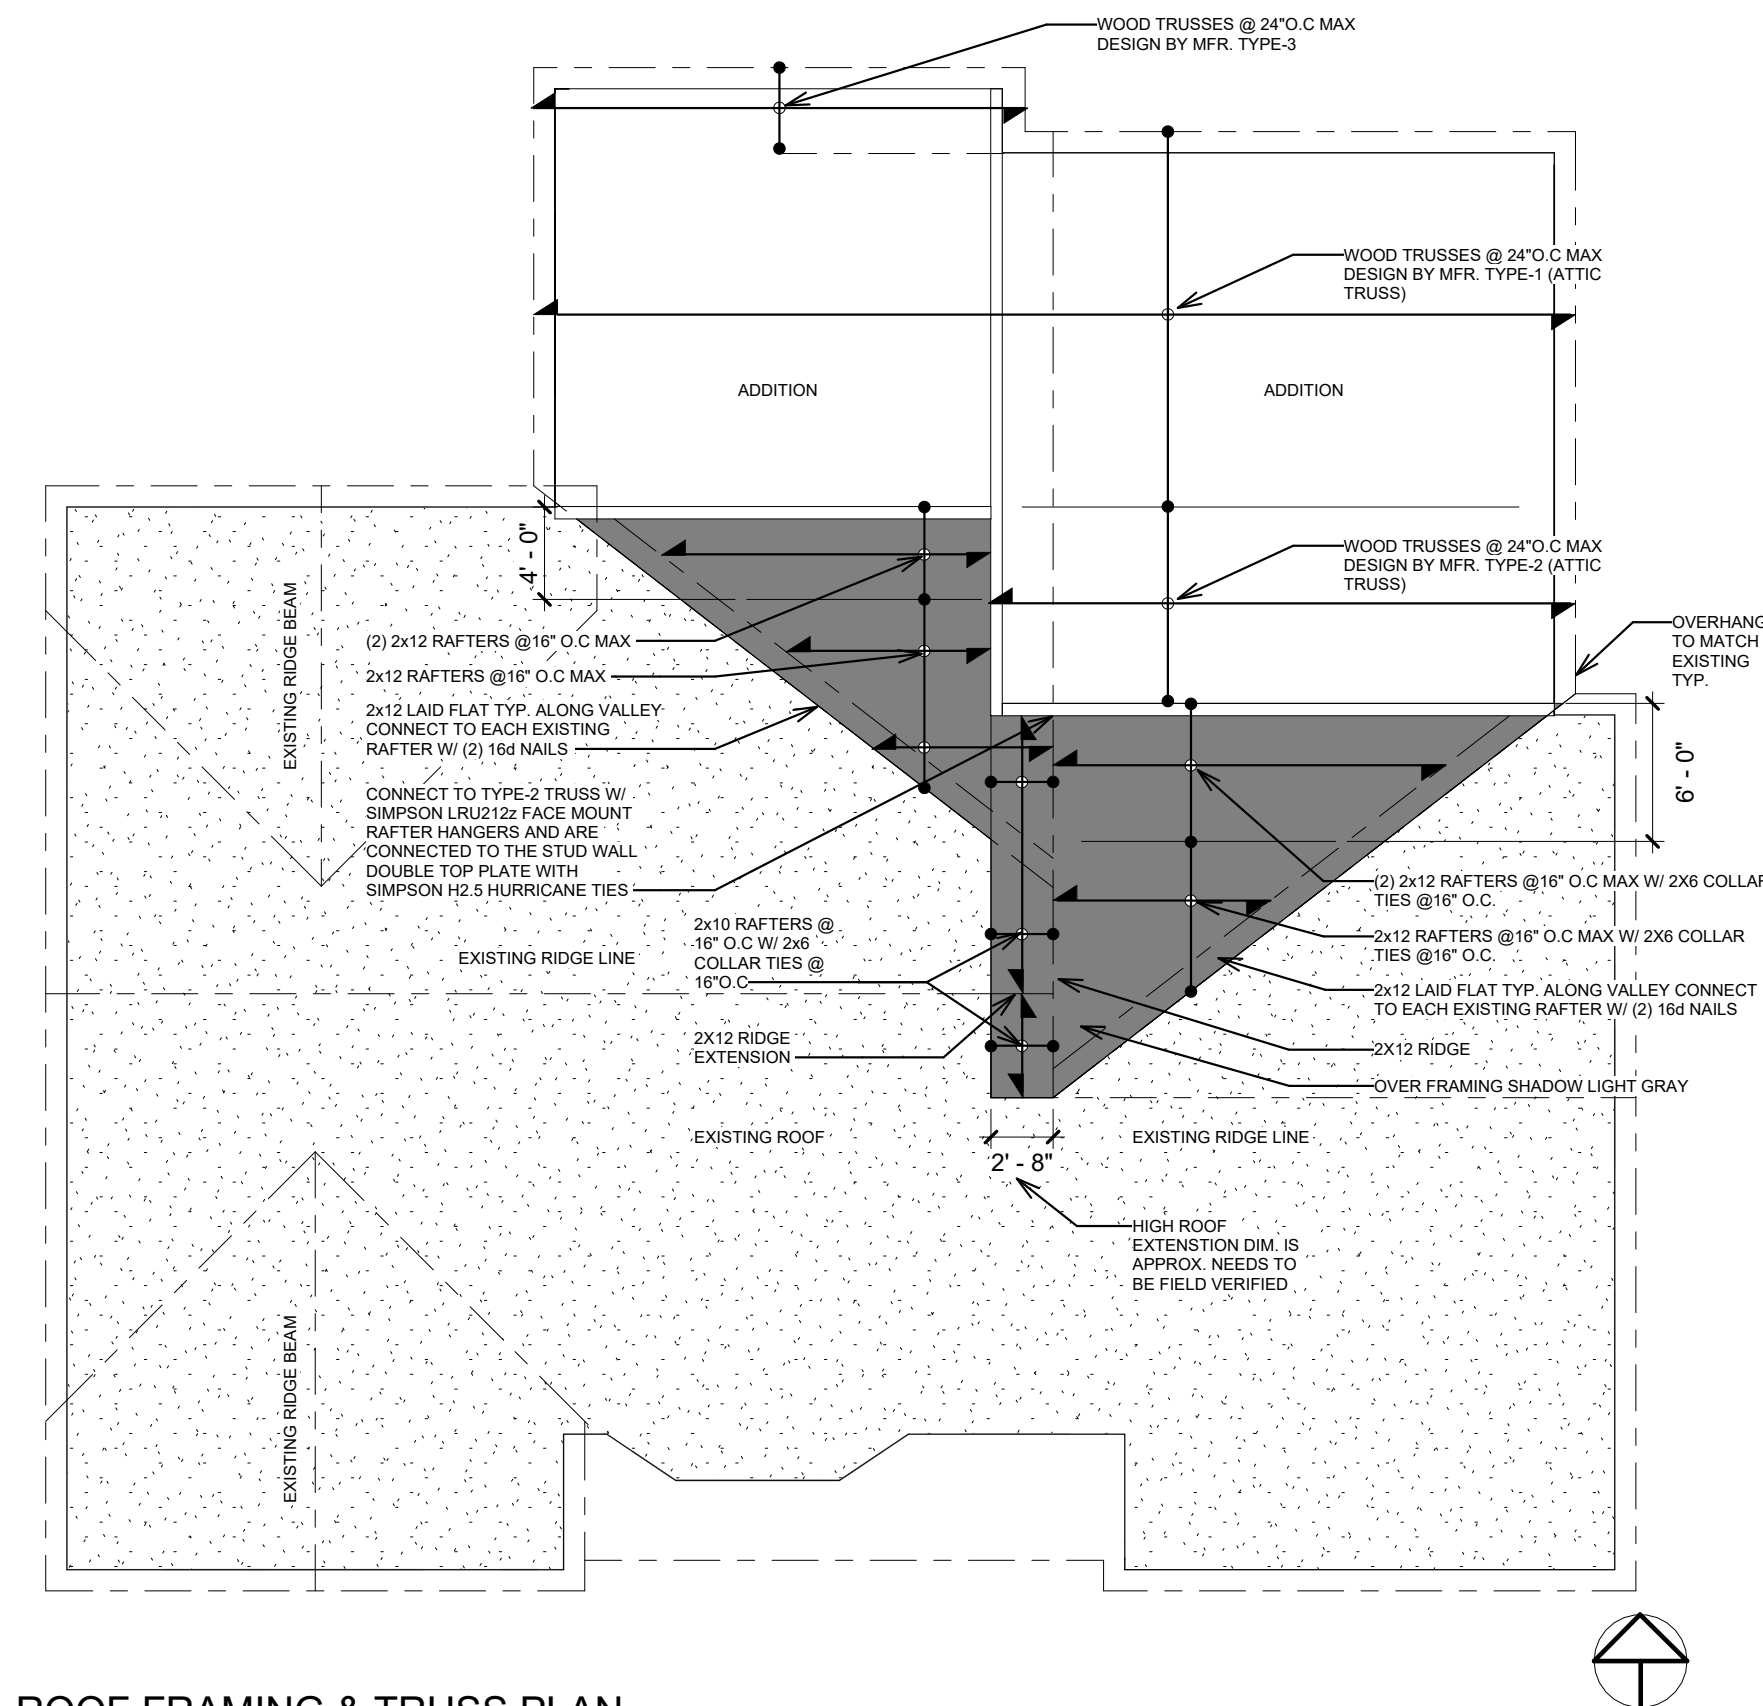 WOOD TRUSSES @ 24"O.C MAX
DESIGN BY MFR. TYPE-3
WOOD TRUSSES @ 24"O.C MAX
DESIGN BY MFR. TYPE-1 (ATTIC
TRUSS)
ADDITION
ADDITION
WOOD TRUSSES @ 24"O.C MAX
DESIGN BY MFR. TYPE-2 (ATTIC
TRUSS)
4' - 0"
OVERHANG
TO MATCH
EXISTING
TYP.
EXISTING RIDGE BEAM
(2) 2x12 RAFTERS @16" O.C MAX
2x12 RAFTERS @16" O.C MAX
2x12 LAID FLAT TYP. ALONG VALLEY
CONNECT TO EACH EXISTING
RAFTER W/ (2) 16d NAILS
CONNECT TO TYPE-2 TRUSS W/
SIMPSON LRU212z FACE MOUNT
RAFTER HANGERS AND ARE
CONNECTED TO THE STUD WALL
DOUBLE TOP PLATE WITH
SIMPSON H2.5 HURRICANE TIES
6' - 0"
(2) 2x12 RAFTERS @16" O.C MAX W/ 2X6 COLLAR
TIES @16" O.C.
2x12 RAFTERS @16" O.C MAX W/ 2X6 COLLAR
TIES @16" O.C.
2x12 LAID FLAT TYP. ALONG VALLEY CONNECT
TO EACH EXISTING RAFTER W/ (2) 16d NAILS
2X12 RIDGE
OVER FRAMING SHADOW LIGHT GRAY
2x10 RAFTERS @
16" O.C W/ 2x6
COLLAR TIES @
16"O.C
EXISTING RIDGE LINE
2X12 RIDGE
EXTENSION
EXISTING ROOF
EXISTING RIDGE LINE
2' - 8"
HIGH ROOF
EXTENSTION DIM. IS
APPROX. NEEDS TO
BE FIELD VERIFIED
EXISTING RIDGE BEAM
ROOF FRAMING & TRUSS PLAN